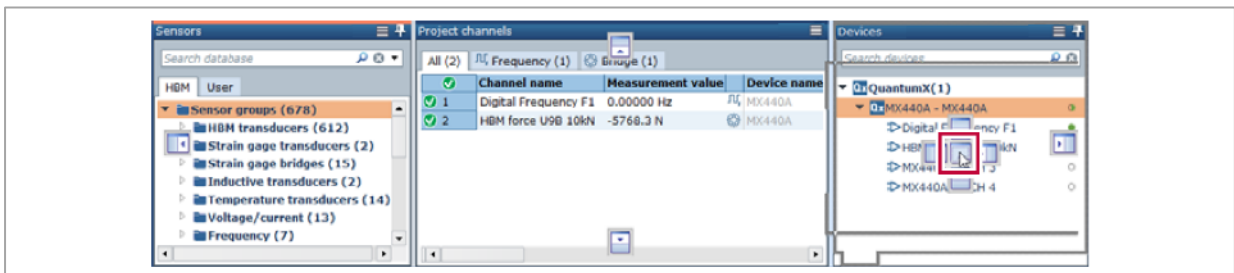 Sensors
Search database
HBM User
Sensor groups (678)
HBM transducers (612)
Strain gage transducers (2)
Strain gage bridges (15)
Inductive transducers (2)
Temperature transducers (14)
Voltage/current (13)
Frequency (7)
Project channels
All (2) Frequency (1) Bridge (1)
Channel name Measurement value Device name
1 Digital Frequency F1 0.00000 Hz MX440A
2 HBM force U9B 10kN -5768.3 N MX440A
Devices
Search devices
QuantumX(1)
MX440A - MX440A
Digital F ency F1
HBM kN
MX440A CH 4